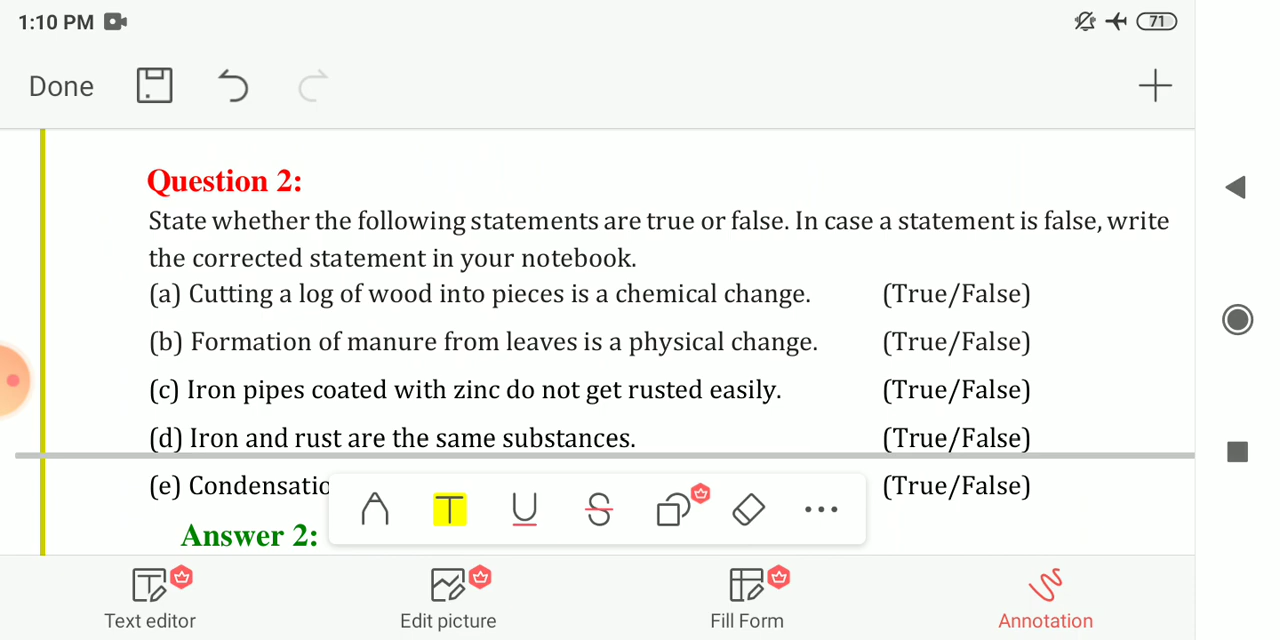 1:10 PM
71
Done
Question 2:
State whether the following statements are true or false. In case a statement is false, write
the corrected statement in your notebook.
(a) Cutting a log of wood into pieces is a chemical change. (True/False)
(b) Formation of manure from leaves is a physical change. (True/False)
(c) Iron pipes coated with zinc do not get rusted easily. (True/False)
(d) Iron and rust are the same substances. (True/False)
(e) Condensatio (True/False)
Answer 2:
T U S
Text editor
Edit picture
Fill Form
Annotation